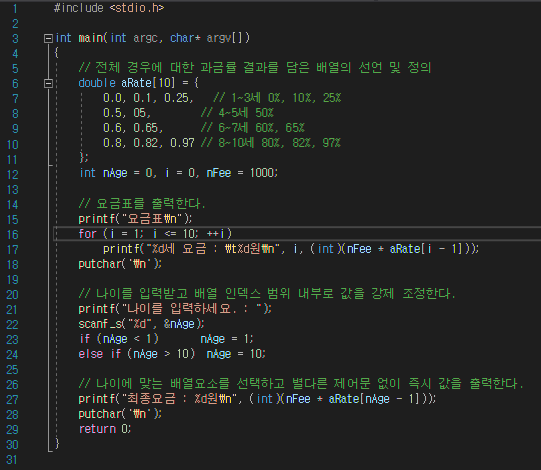 1 #include <stdio.h>
2
3 int main(int argc, char* argv[])
4 {
5 // 전체 경우에 대한 과금률 결과를 담은 배열의 선언 및 정의
6 double aRate[10] = {
7 0.0, 0.1, 0.25, // 1~3세 0%, 10%, 25%
8 0.5, 05, // 4~5세 50%
9 0.6, 0.65, // 6~7세 60%, 65%
10 0.8, 0.82, 0.97 // 8~10세 80%, 82%, 97%
11 };
12 int nAge = 0, i = 0, nFee = 1000;
13
14 // 요금표를 출력한다.
15 printf("요금표₩n");
16 for (i = 1; i <= 10; ++i)
17 printf("%d세 요금 : ₩t%d원₩n", i, (int)(nFee * aRate[i - 1]));
18 putchar('₩n');
19
20 // 나이를 입력받고 배열 인덱스 범위 내부로 값을 강제 조정한다.
21 printf("나이를 입력하세요. : ");
22 scanf_s("%d", &nAge);
23 if (nAge < 1) nAge = 1;
24 else if (nAge > 10) nAge = 10;
25
26 // 나이에 맞는 배열요소를 선택하고 별다른 제어문 없이 즉시 값을 출력한다.
27 printf("최종요금 : %d원₩n", (int)(nFee * aRate[nAge - 1]));
28 putchar('₩n');
29 return 0;
30 }
31